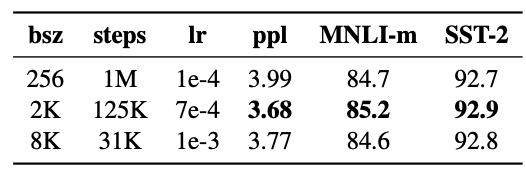 bsz steps lr ppl MNLI-m SST-2
256 1M 1e-4 3.99 84.7 92.7
2K 125K 7e-4 3.68 85.2 92.9
8K 31K 1e-3 3.77 84.6 92.8